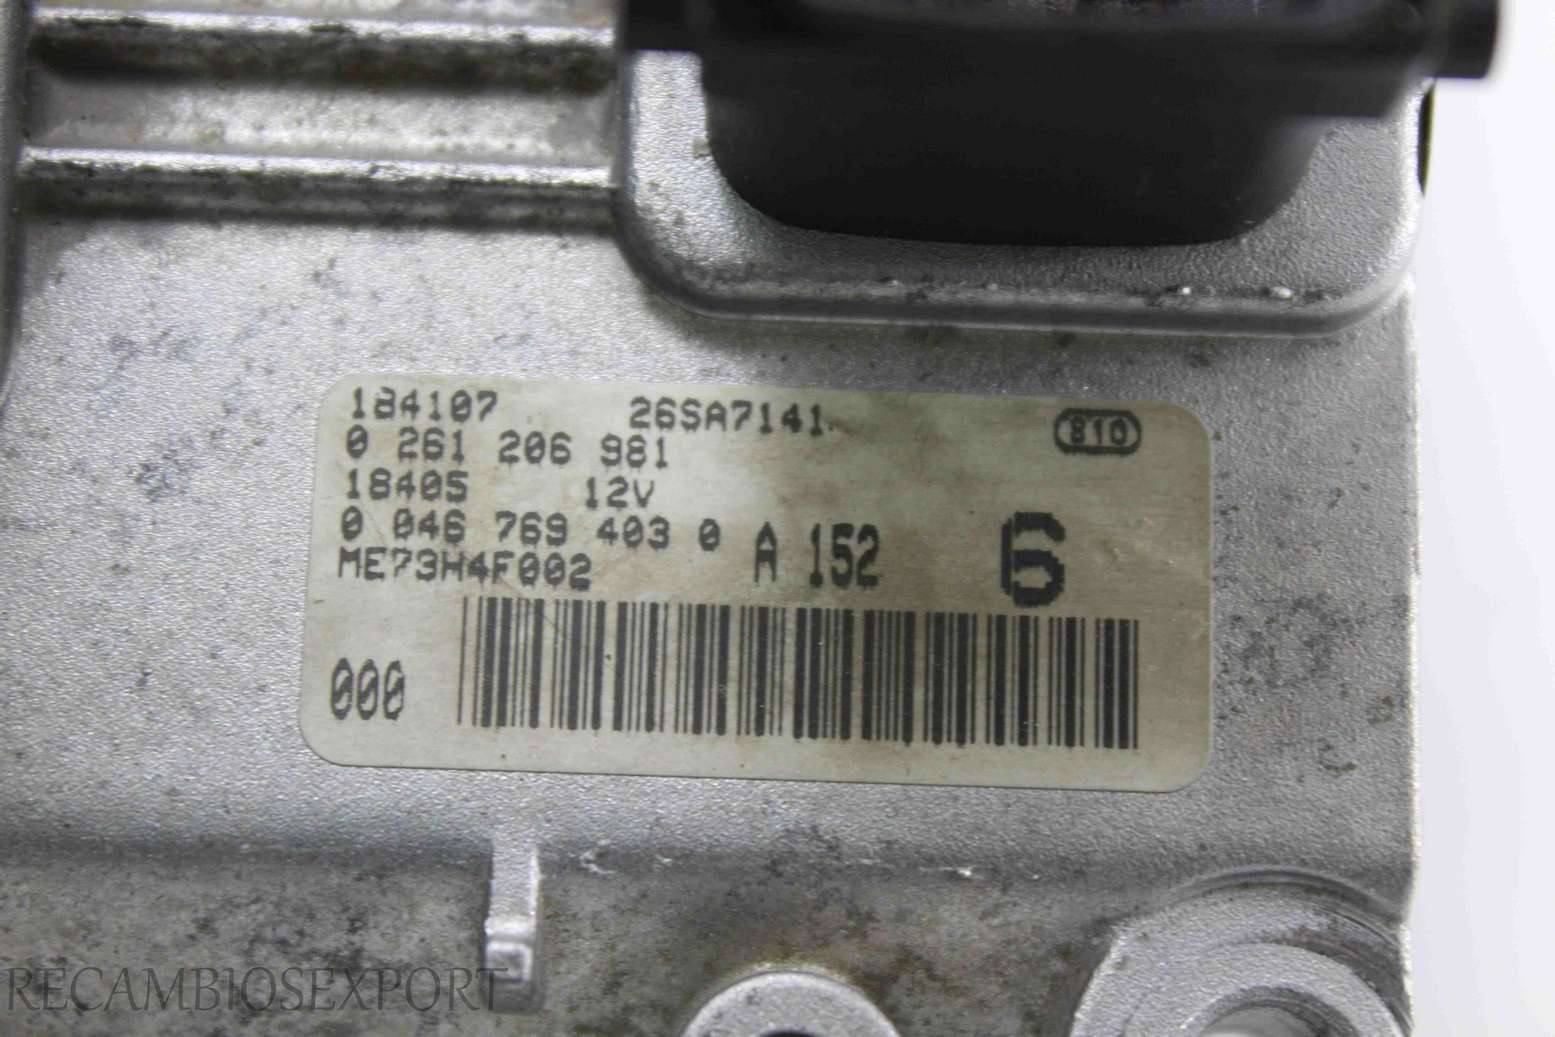 184107 26SA7141
810
0 261 206 981
18405 12V
0 046 769 403 0 A 152 6
ME73H4F002
000
RECAMBIOSEXPORT